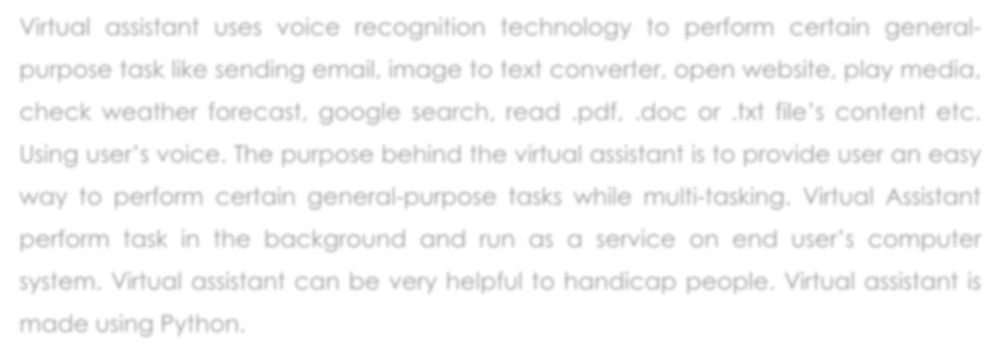 Virtual assistant uses voice recognition technology to perform certain general-
purpose task like sending email, image to text converter, open website, play media,
check weather forecast, google search, read .pdf, .doc or .txt file’s content etc.
Using user’s voice. The purpose behind the virtual assistant is to provide user an easy
way to perform certain general-purpose tasks while multi-tasking. Virtual Assistant
perform task in the background and run as a service on end user’s computer
system. Virtual assistant can be very helpful to handicap people. Virtual assistant is
made using Python.